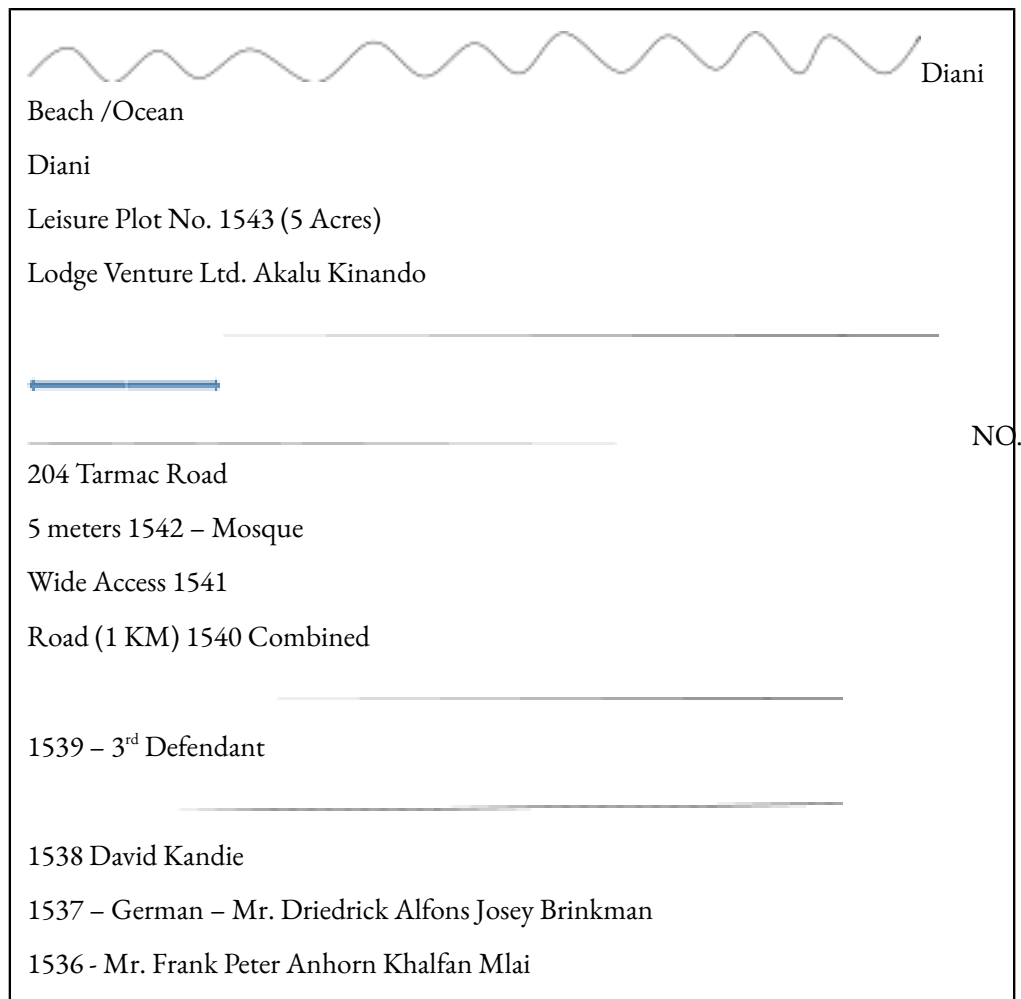 Diani
Beach /Ocean
Diani
Leisure Plot No. 1543 (5 Acres)
Lodge Venture Ltd. Akalu Kinando
NO.
204 Tarmac Road
5 meters 1542 – Mosque
Wide Access 1541
Road (1 KM) 1540 Combined
1539 – 3rd Defendant
1538 David Kandie
1537 – German – Mr. Driedrick Alfons Josey Brinkman
1536 - Mr. Frank Peter Anhorn Khalfan Mlai